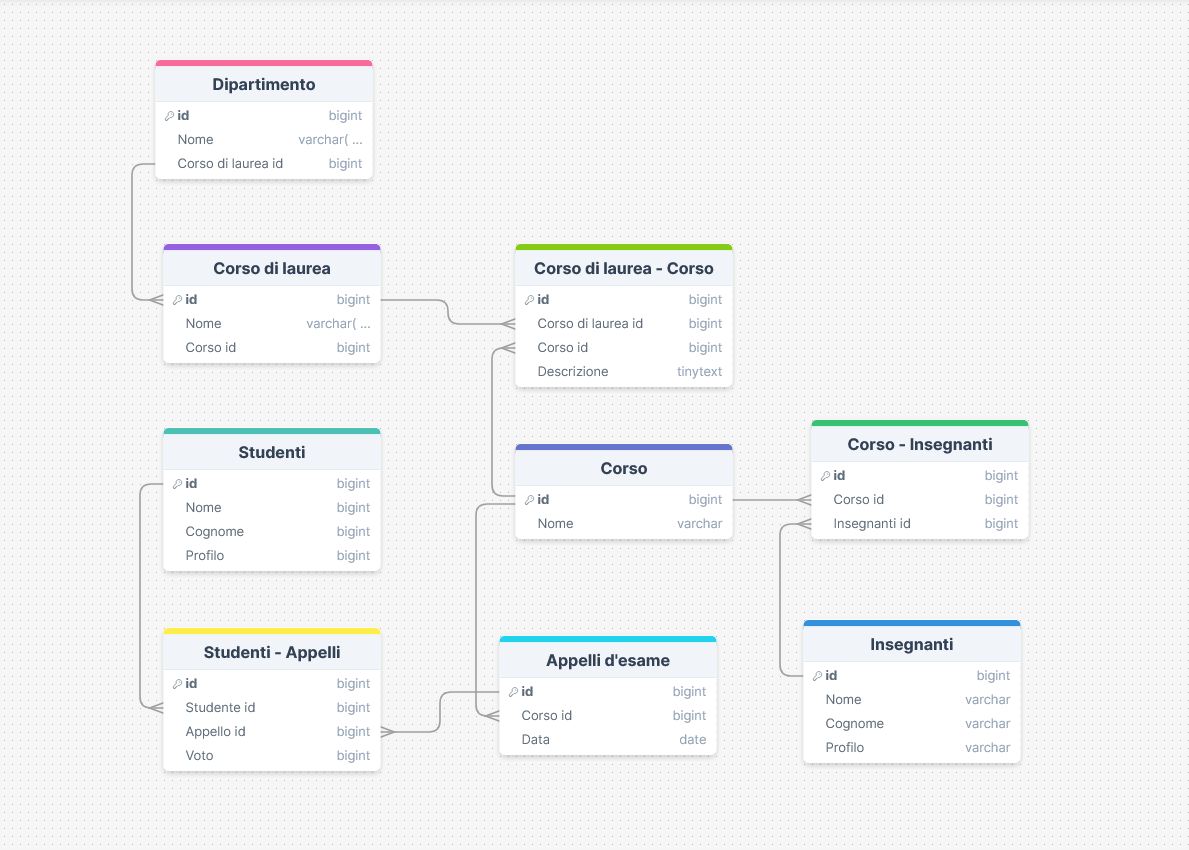 Dipartimento
id bigint
Nome varchar( ...
Corso di laurea id bigint
Corso di laurea
id bigint
Nome varchar( ...
Corso id bigint
Corso di laurea - Corso
id bigint
Corso di laurea id bigint
Corso id bigint
Descrizione tinytext
Studenti
id bigint
Nome bigint
Cognome bigint
Profilo bigint
Corso
id bigint
Nome varchar
Corso - Insegnanti
id bigint
Corso id bigint
Insegnanti id bigint
Studenti - Appelli
id bigint
Studente id bigint
Appello id bigint
Voto bigint
Appelli d'esame
id bigint
Corso id bigint
Data date
Insegnanti
id bigint
Nome varchar
Cognome varchar
Profilo varchar